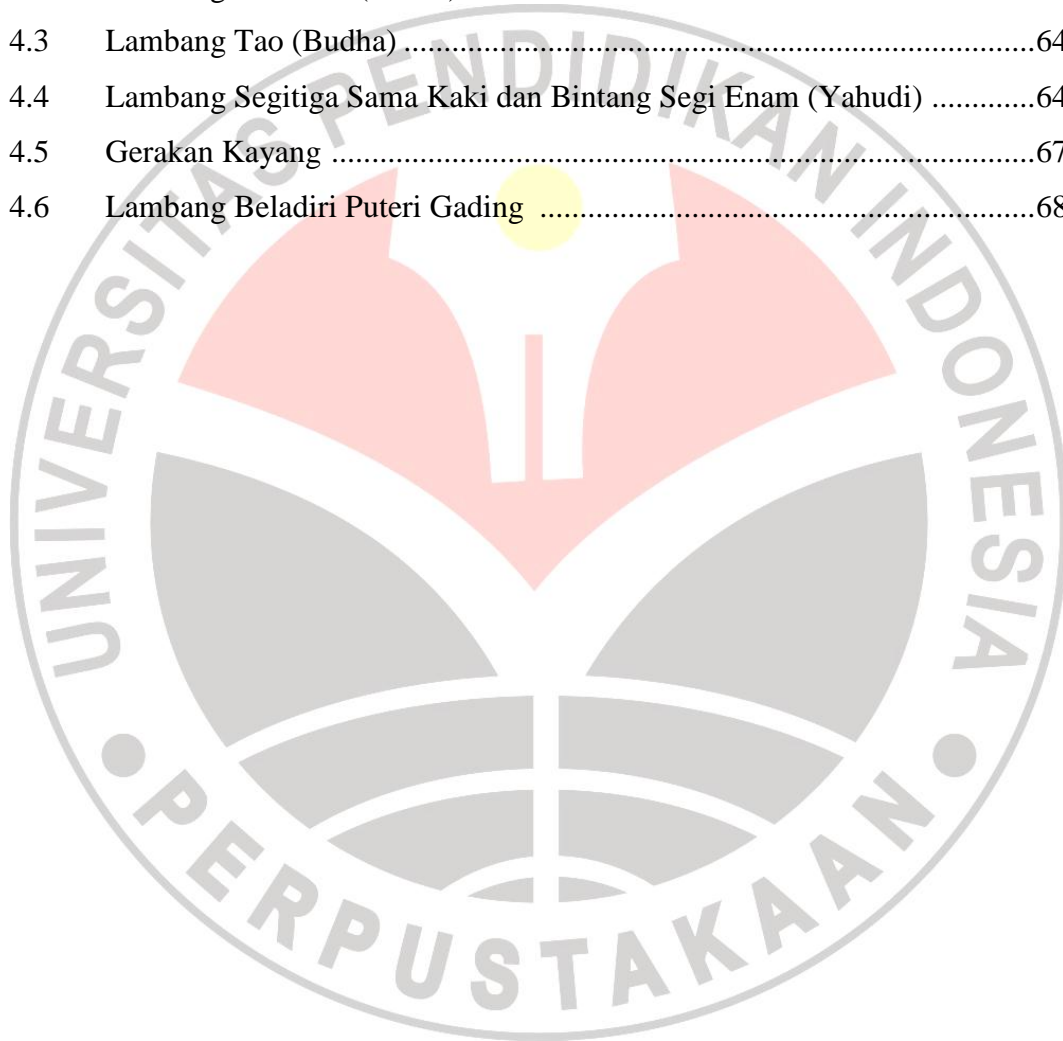 4.3 Lambang Tao (Budha) ............................................................................64
4.4 Lambang Segitiga Sama Kaki dan Bintang Segi Enam (Yahudi) .............64
4.5 Gerakan Kayang .....................................................................................67
4.6 Lambang Beladiri Puteri Gading ............................................................68
UNIVERSITAS PENDIDIKAN INDONESIA
PERPUSTAKAAN